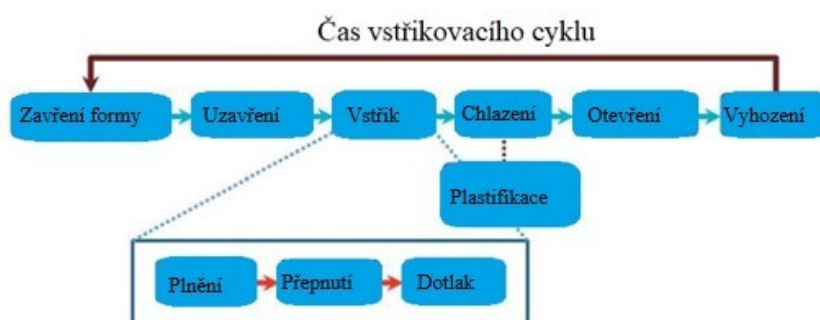 Čas vstřikovacího cyklu
Zavření formy
Uzavření
Vstřik
Chlazení
Otevření
Vyhození
Plastifikace
Plnění
Přepnutí
Dotlak